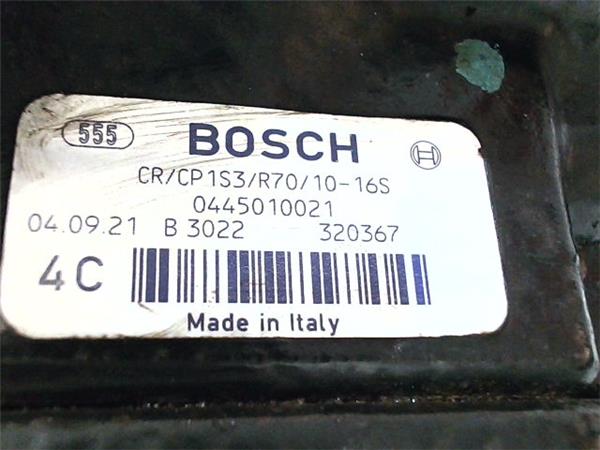 555 BOSCH
CR/CP1S3/R70/10-16S
0445010021
04.09.21 B 3022 320367
4C
Made in Italy